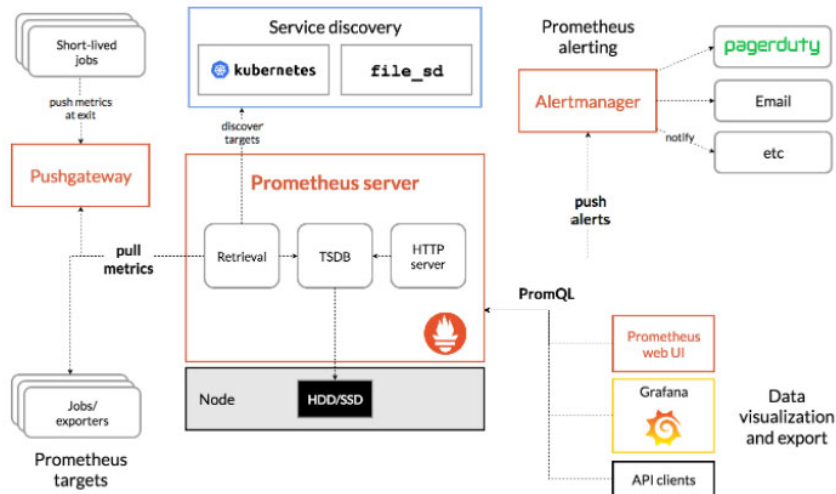 Short-lived
jobs
push metrics
at exit
Pushgateway
Service discovery
kubernetes
file_sd
discover
targets
Prometheus
alerting
Alertmanager
pagerduty
Email
notify
etc
Prometheus server
pull
metrics
Retrieval
TSDB
HTTP
server
push
alerts
PromQL
Node
HDD/SSD
Jobs/
exporters
Prometheus
targets
Prometheus
web UI
Grafana
API clients
Data
visualization
and export